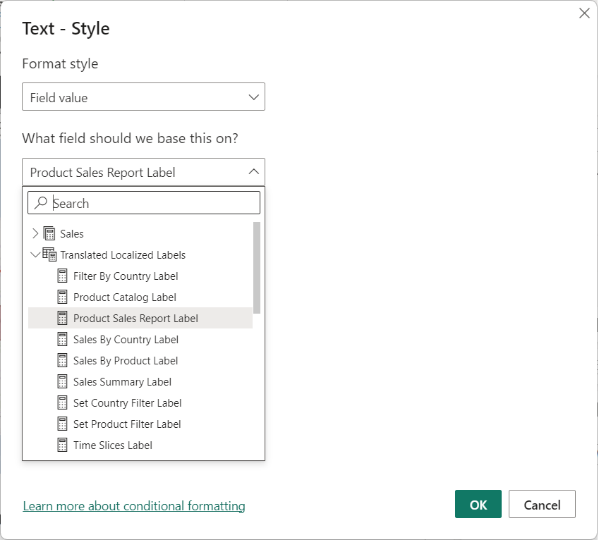 Text - Style
Format style
Field value
What field should we base this on?
Product Sales Report Label
Search
Sales
Translated Localized Labels
Filter By Country Label
Product Catalog Label
Product Sales Report Label
Sales By Country Label
Sales By Product Label
Sales Summary Label
Set Country Filter Label
Set Product Filter Label
Time Slices Label
Learn more about conditional formatting
OK Cancel